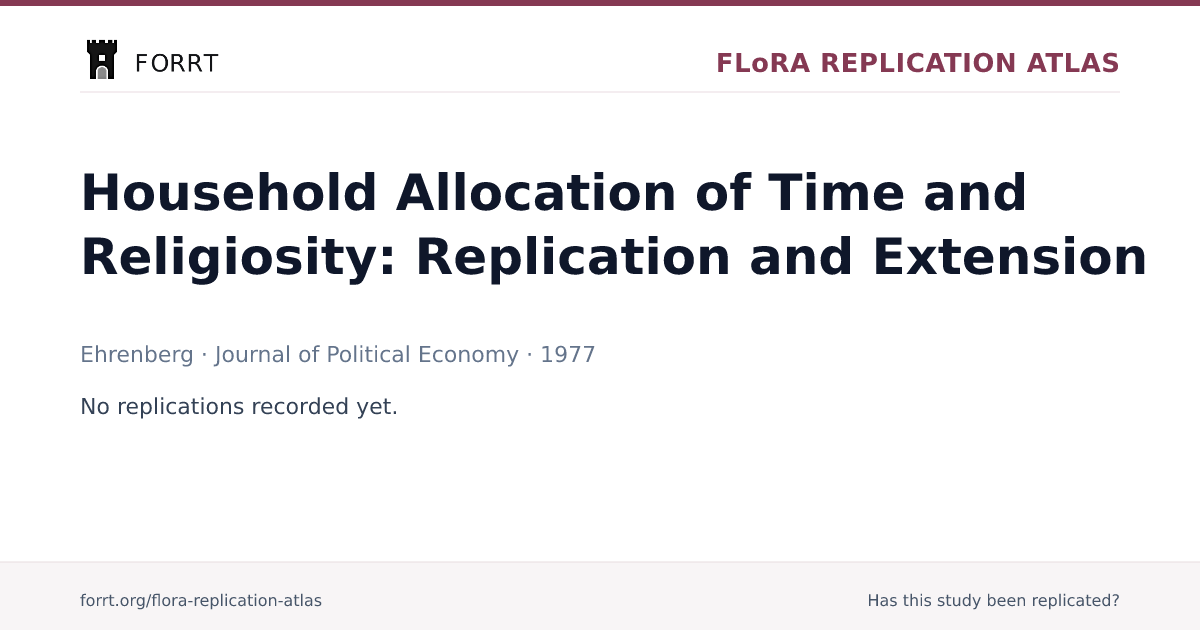 FORRT
FLoRA REPLICATION ATLAS
Household Allocation of Time and
Religiosity: Replication and Extension
Ehrenberg · Journal of Political Economy · 1977
No replications recorded yet.
forrt.org/flora-replication-atlas
Has this study been replicated?